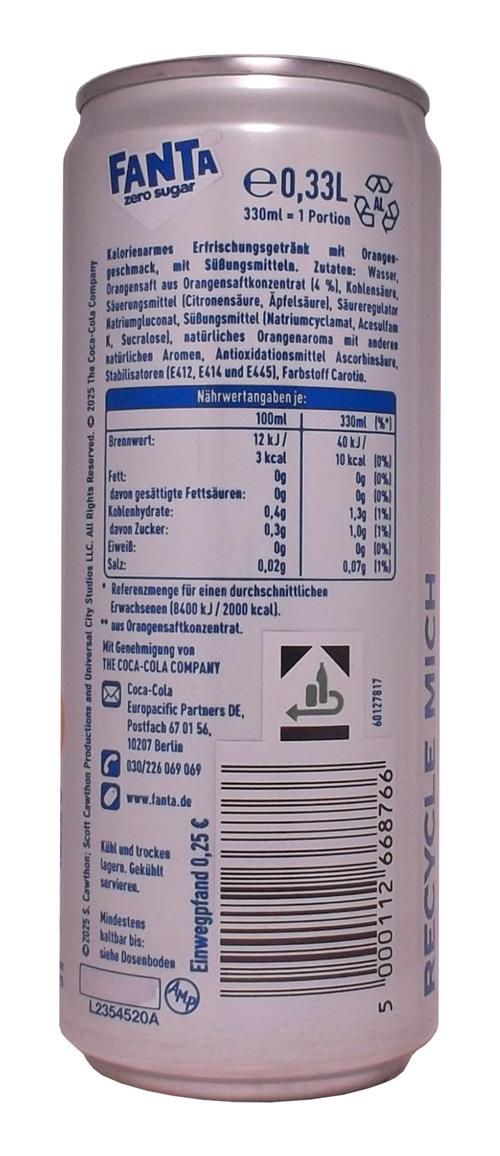 FANTA
zero sugar
℮0,33L
330ml = 1 Portion
AL
Kalorienarmes Erfrischungsgetränk mit Orangen-
geschmack, mit Süßungsmitteln. Zutaten: Wasser,
Orangensaft aus Orangensaftkonzentrat (4 %), Kohlensäure,
Säuerungsmittel (Citronensäure, Äpfelsäure), Säureregulator
Natriumgluconat, Süßungsmittel (Natriumcyclamat, Acesulfam
K, Sucralose), natürliches Orangenaroma mit anderen
natürlichen Aromen, Antioxidationsmittel Ascorbinsäure,
Stabilisatoren (E412, E414 und E445), Farbstoff Carotin.
Nährwertangaben je:
100ml 330ml (%*)
Brennwert: 12 kJ / 40 kJ /
3 kcal 10 kcal (0%)
Fett: 0g 0g (0%)
davon gesättigte Fettsäuren: 0g 0g (0%)
Kohlenhydrate: 0,4g 1,3g (1%)
davon Zucker: 0,3g 1,0g (1%)
Eiweiß: 0g 0g (0%)
Salz: 0,02g 0,07g (1%)
* Referenzmenge für einen durchschnittlichen
Erwachsenen (8400 kJ / 2000 kcal).
** aus Orangensaftkonzentrat.
Mit Genehmigung von
THE COCA-COLA COMPANY
Coca-Cola
Europacific Partners DE,
Postfach 67 01 56,
10207 Berlin
030/226 069 069
www.fanta.de
Kühl und trocken
lagern. Gekühlt
servieren.
Mindestens
haltbar bis:
siehe Dosenboden
AMP
L2354520A
Einwegpfand 0,25 €
60127817
5 000112 668766
RECYCLE MICH
©2025 S. Cawthon; Scott Cawthon Productions and Universal City Studios LLC. All Rights Reserved. © 2025 The Coca-Cola Company